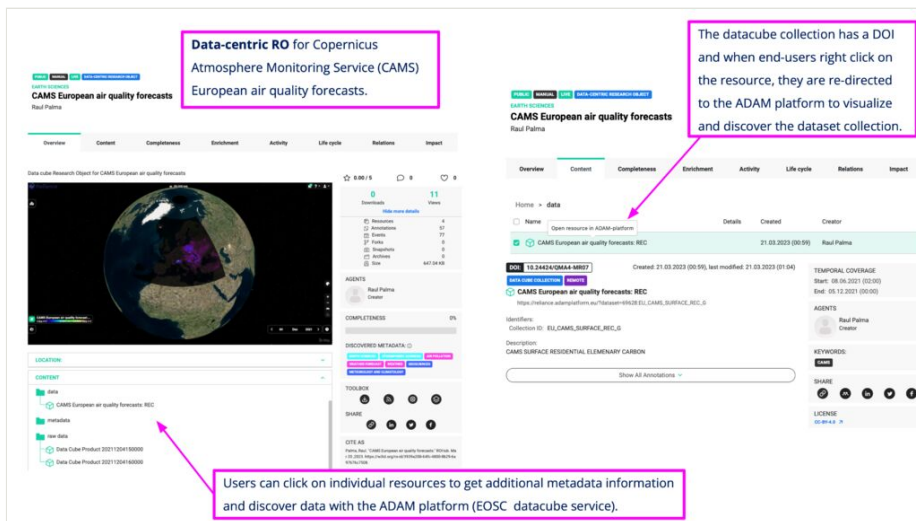 Data-centric RO for Copernicus
Atmosphere Monitoring Service (CAMS)
European air quality forecasts.
PUBLIC MANUAL LIVE DATA-CENTRIC RESEARCH OBJECT
EARTH SCIENCES
CAMS European air quality forecasts
Raul Palma
Overview Content Completeness Enrichment Activity Life cycle Relations Impact
Data cube Research Object for CAMS European air quality forecasts
0.00 / 5 0 0
0 11
Downloads Views
Hide more details
Resources 4
Annotations 57
Events 77
Forks 0
Snapshots 0
Archives 0
Size 647.04 KB
AGENTS
Raul Palma
Creator
COMPLETENESS 0%
DISCOVERED METADATA:
TOOLBOX
SHARE
CITE AS
LOCATION
CONTENT
data
CAMS European air quality forecasts: REC
metadata
raw data
Data Cube Product 20211204150000
Data Cube Product 20211204160000
Users can click on individual resources to get additional metadata information
and discover data with the ADAM platform (EOSC datacube service).
The datacube collection has a DOI
and when end-users right click on
the resource, they are re-directed
to the ADAM platform to visualize
and discover the dataset collection.
PUBLIC MANUAL LIVE DATA-CENTRIC RESEARCH OBJECT
EARTH SCIENCES
CAMS European air quality forecasts
Raul Palma
Overview Content Completeness Enrichment Activity Life cycle Relations Impact
Home > data
Name Details Created Creator
Open resource in ADAM-platform
CAMS European air quality forecasts: REC 21.03.2023 (00:59) Raul Palma
DOI: 10.24424/QMA4-MR07 Created: 21.03.2023 (00:59), last modified: 21.03.2023 (01:04)
DATA CUBE COLLECTION REMOTE
CAMS European air quality forecasts: REC
https://reliance.adamplatform.eu/?dataset=69628:EU_CAMS_SURFACE_REC_G
Identifiers:
Collection ID: EU_CAMS_SURFACE_REC_G
Description:
CAMS SURFACE RESIDENTIAL ELEMENARY CARBON
Show All Annotations
TEMPORAL COVERAGE
Start: 08.06.2021 (02:00)
End: 05.12.2021 (00:00)
AGENTS
Raul Palma
Creator
KEYWORDS:
CAMS
SHARE
LICENSE
CC-BY-4.0